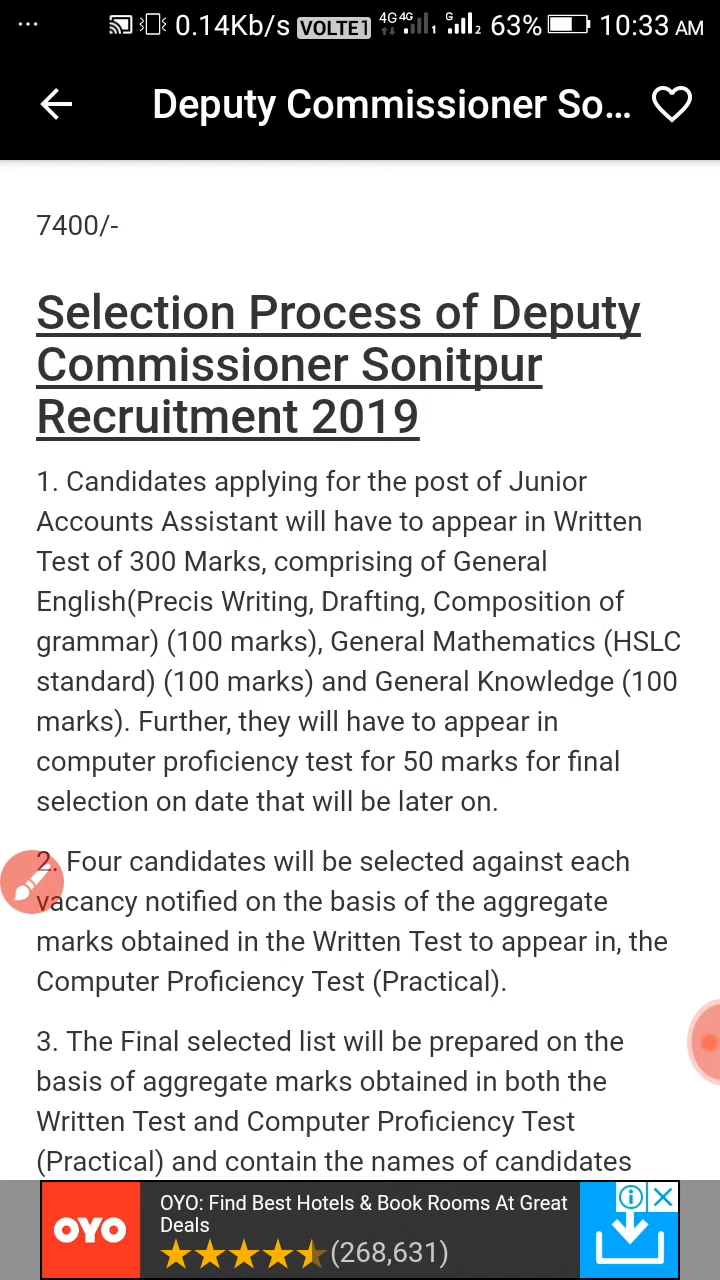 ... 0.14Kb/s VOLTE1 4G 4G 1 G 2 63% 10:33 AM
Deputy Commissioner So...
7400/-
Selection Process of Deputy
Commissioner Sonitpur
Recruitment 2019
1. Candidates applying for the post of Junior
Accounts Assistant will have to appear in Written
Test of 300 Marks, comprising of General
English(Precis Writing, Drafting, Composition of
grammar) (100 marks), General Mathematics (HSLC
standard) (100 marks) and General Knowledge (100
marks). Further, they will have to appear in
computer proficiency test for 50 marks for final
selection on date that will be later on.
2. Four candidates will be selected against each
vacancy notified on the basis of the aggregate
marks obtained in the Written Test to appear in, the
Computer Proficiency Test (Practical).
3. The Final selected list will be prepared on the
basis of aggregate marks obtained in both the
Written Test and Computer Proficiency Test
(Practical) and contain the names of candidates
OYO
OYO: Find Best Hotels & Book Rooms At Great
Deals
(268,631)